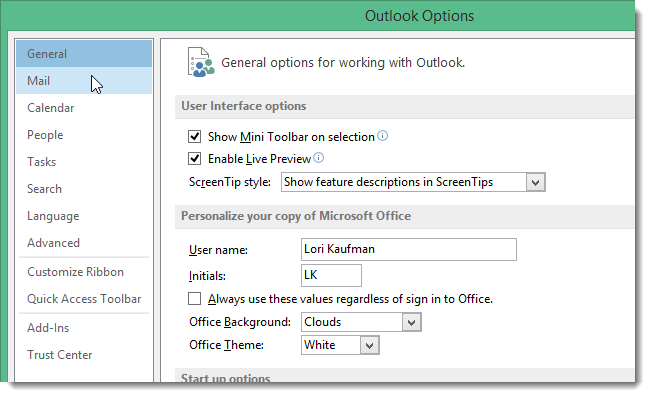 Outlook Options
General
Mail
Calendar
People
Tasks
Search
Language
Advanced
Customize Ribbon
Quick Access Toolbar
Add-Ins
Trust Center
General options for working with Outlook.
User Interface options
Show Mini Toolbar on selection
Enable Live Preview
ScreenTip style: Show feature descriptions in ScreenTips
Personalize your copy of Microsoft Office
User name: Lori Kaufman
Initials: LK
Always use these values regardless of sign in to Office.
Office Background: Clouds
Office Theme: White
Start up options